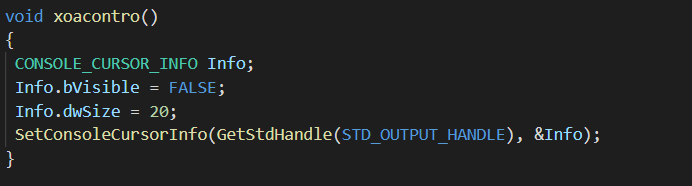 void xoacontro()
{
CONSOLE_CURSOR_INFO Info;
Info.bVisible = FALSE;
Info.dwSize = 20;
SetConsoleCursorInfo(GetStdHandle(STD_OUTPUT_HANDLE), &Info);
}